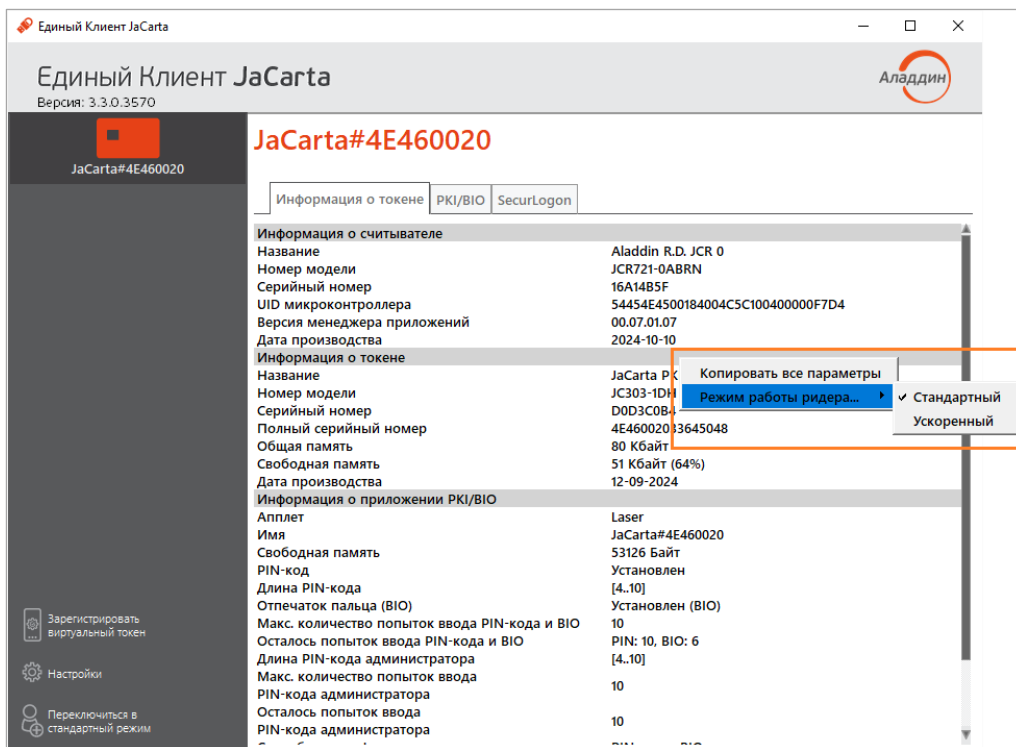 Единый Клиент JaCarta
Единый Клиент JaCarta
Версия: 3.3.0.3570
Аладдин
JaCarta#4E460020
JaCarta#4E460020
Информация о токене PKI/BIO SecurLogon
Информация о считывателе
Название Aladdin R.D. JCR 0
Номер модели JCR721-0ABRN
Серийный номер 16A14B5F
UID микроконтроллера 54454E4500184004C5C100400000F7D4
Версия менеджера приложений 00.07.01.07
Дата производства 2024-10-10
Информация о токене
Название JaCarta
Номер модели JC303-1DH
Серийный номер D0D3C0B4
Полный серийный номер 4E46002033645048
Общая память 80 Кбайт
Свободная память 51 Кбайт (64%)
Дата производства 12-09-2024
Копировать все параметры
Режим работы ридера...
Стандартный
Ускоренный
Информация о приложении PKI/BIO
Апплет Laser
Имя JaCarta#4E460020
Свободная память 53126 Байт
PIN-код Установлен
Длина PIN-кода [4..10]
Отпечаток пальца (BIO) Установлен (BIO)
Макс. количество попыток ввода PIN-кода и BIO 10
Осталось попыток ввода PIN-кода и BIO PIN: 10, BIO: 6
Длина PIN-кода администратора [4..10]
Макс. количество попыток ввода
PIN-кода администратора 10
Осталось попыток ввода
PIN-кода администратора 10
Зарегистрировать
виртуальный токен
Настройки
Переключиться в
стандартный режим